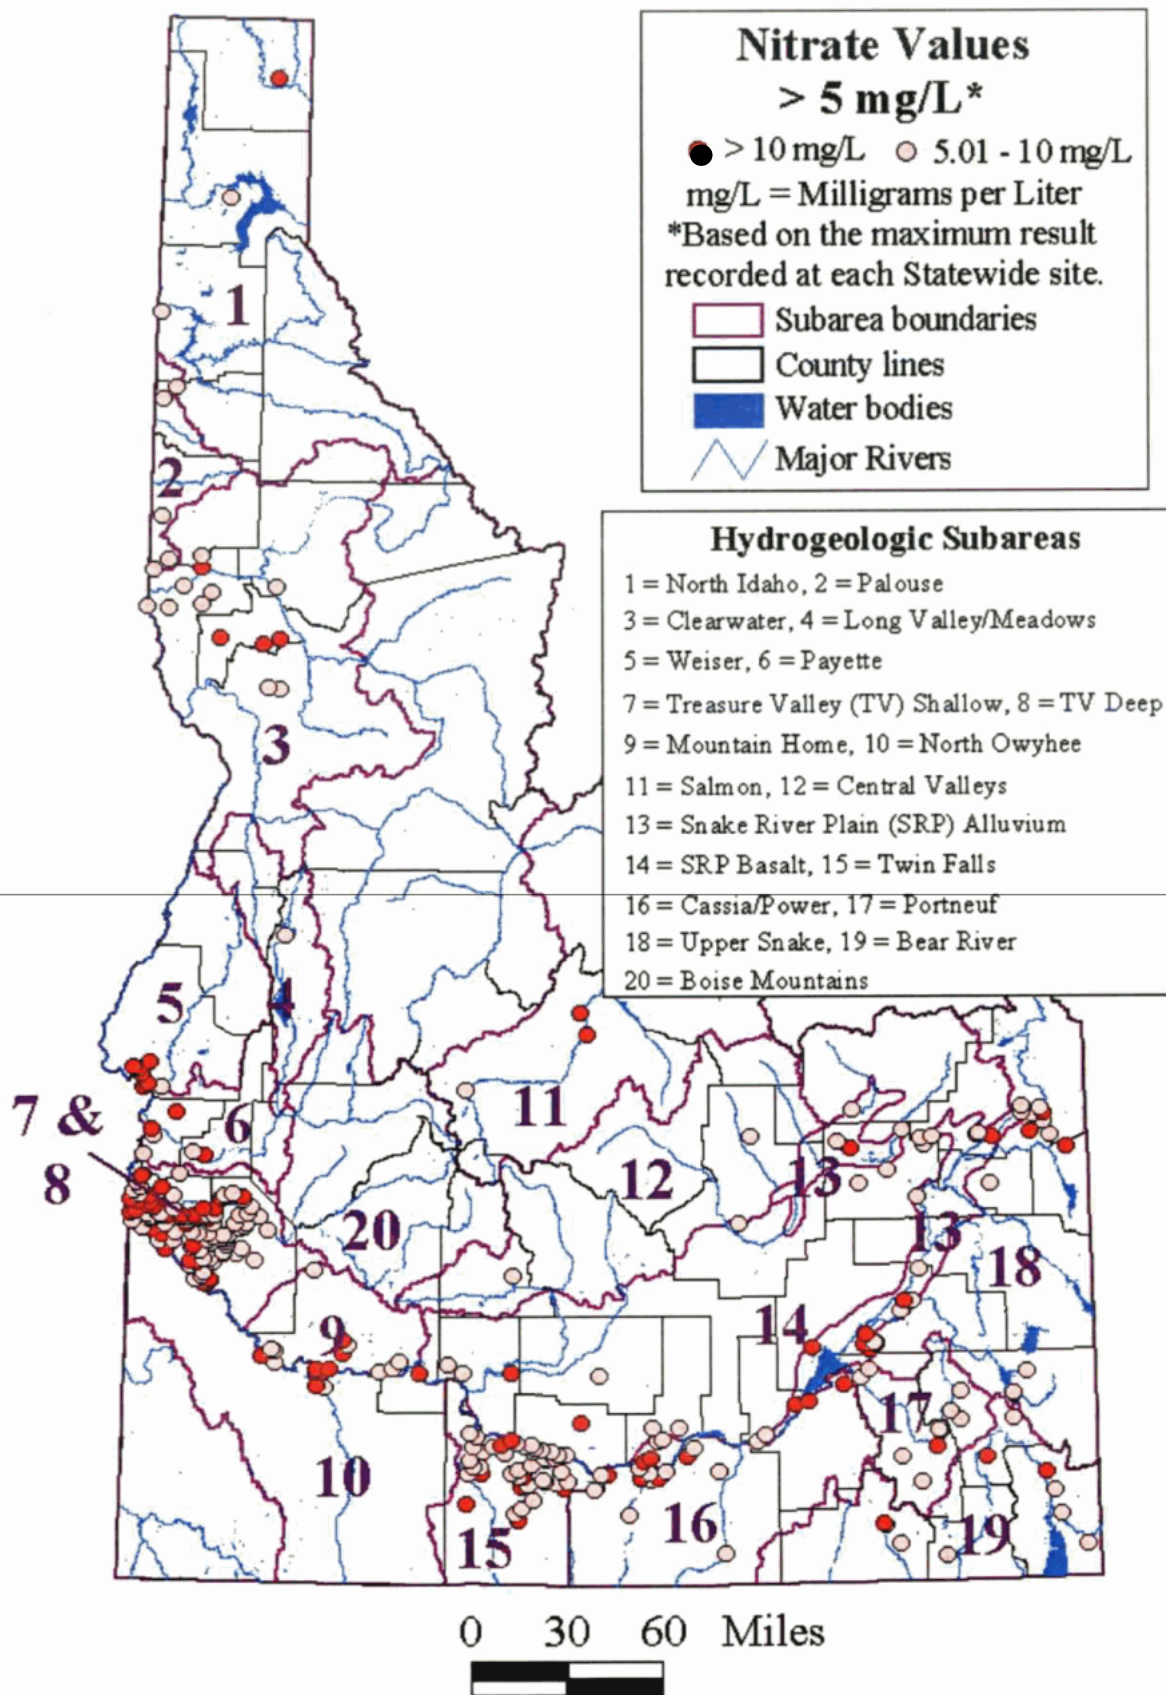 Nitrate Values
> 5 mg/L*
> 10 mg/L 5.01 - 10 mg/L
mg/L = Milligrams per Liter
*Based on the maximum result
recorded at each Statewide site.
Subarea boundaries
County lines
Water bodies
Major Rivers
Hydrogeologic Subareas
1 = North Idaho, 2 = Palouse
3 = Clearwater, 4 = Long Valley/Meadows
5 = Weiser, 6 = Payette
7 = Treasure Valley (TV) Shallow, 8 = TV Deep
9 = Mountain Home, 10 = North Owyhee
11 = Salmon, 12 = Central Valleys
13 = Snake River Plain (SRP) Alluvium
14 = SRP Basalt, 15 = Twin Falls
16 = Cassia/Power, 17 = Portneuf
18 = Upper Snake, 19 = Bear River
20 = Boise Mountains
1
2
3
4
5
6
7 &
8
11
12
13
13
20
18
14
9
17
10
15
16
19
0 30 60 Miles